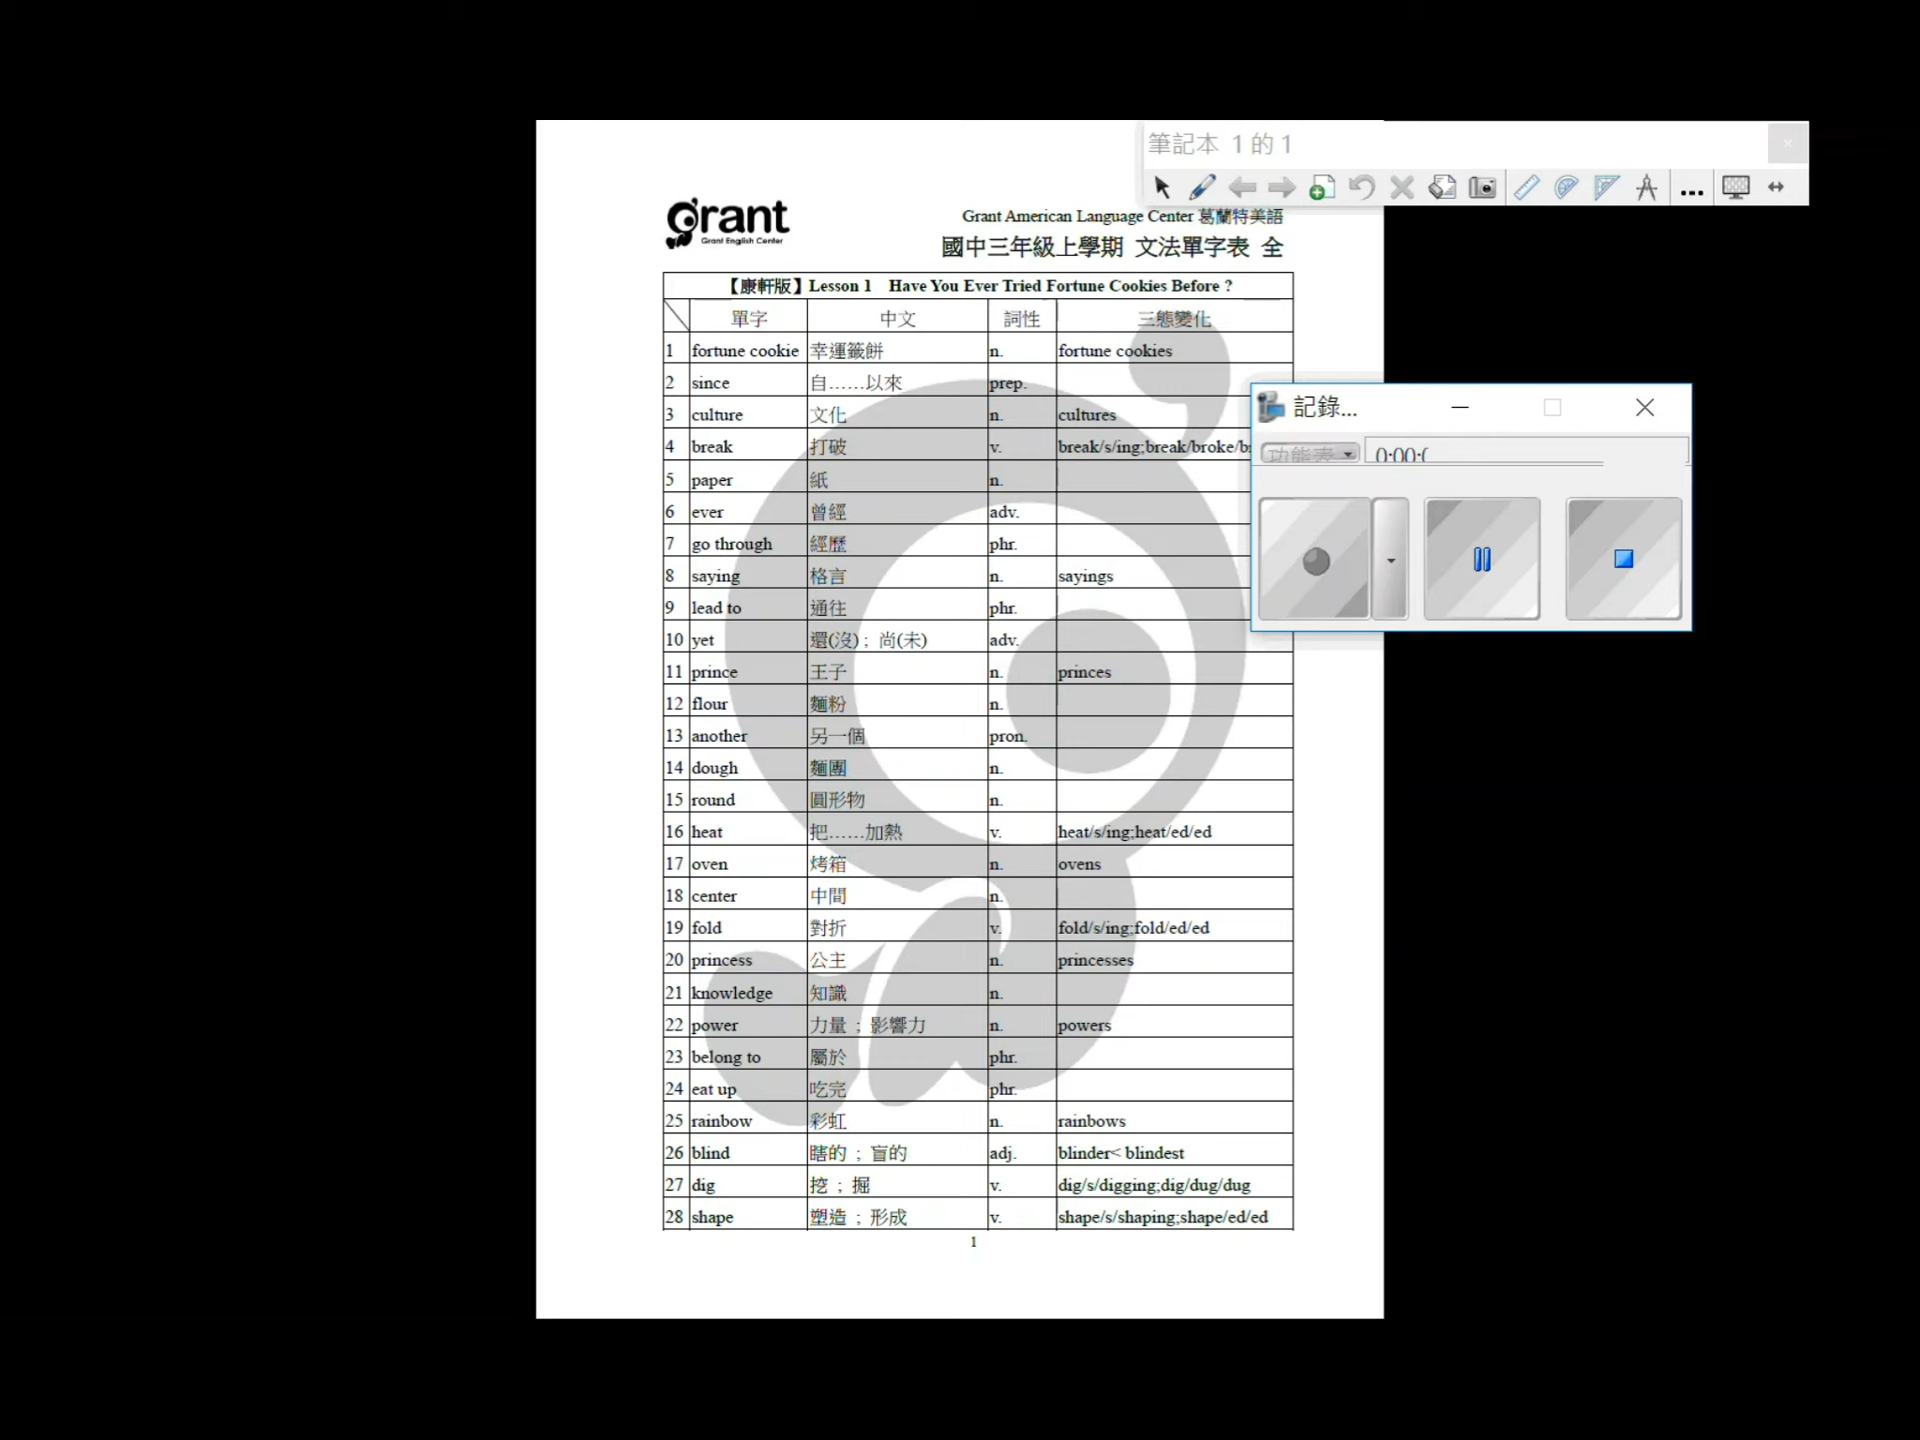 筆記本 1 的 1
grant
Grant English Center
Grant American Language Center 葛蘭特美語
國中三年級上學期 文法單字表 全
【康軒版】Lesson 1 Have You Ever Tried Fortune Cookies Before ?
單字 中文 詞性 三態變化
1 fortune cookie 幸運籤餅 n. fortune cookies
2 since 自……以來 prep.
3 culture 文化 n. cultures
4 break 打破 v. break/s/ing;break/broke/b
5 paper 紙 n.
6 ever 曾經 adv.
7 go through 經歷 phr.
8 saying 格言 n. sayings
9 lead to 通往 phr.
10 yet 還(沒)；尚(未) adv.
11 prince 王子 n. princes
12 flour 麵粉 n.
13 another 另一個 pron.
14 dough 麵團 n.
15 round 圓形物 n.
16 heat 把……加熱 v. heat/s/ing;heat/ed/ed
17 oven 烤箱 n. ovens
18 center 中間 n.
19 fold 對折 v. fold/s/ing;fold/ed/ed
20 princess 公主 n. princesses
21 knowledge 知識 n.
22 power 力量；影響力 n. powers
23 belong to 屬於 phr.
24 eat up 吃完 phr.
25 rainbow 彩虹 n. rainbows
26 blind 瞎的；盲的 adj. blinder< blindest
27 dig 挖；掘 v. dig/s/digging;dig/dug/dug
28 shape 塑造；形成 v. shape/s/shaping;shape/ed/ed
1
記錄...
功能表 0:00:(